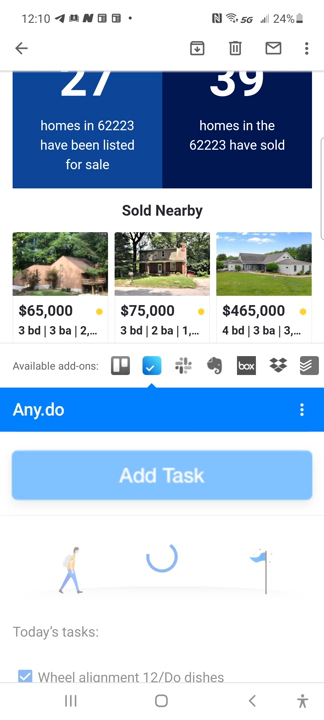 12:10
5G
24%
27
39
homes in 62223
have been listed
for sale
homes in the
62223 have sold
Sold Nearby
$65,000
$75,000
$465,000
3 bd | 3 ba | 2,...
3 bd | 2 ba | 1,...
4 bd | 3 ba | 3,...
Available add-ons:
box
Any.do
Add Task
Today's tasks:
Wheel alignment 12/Do dishes